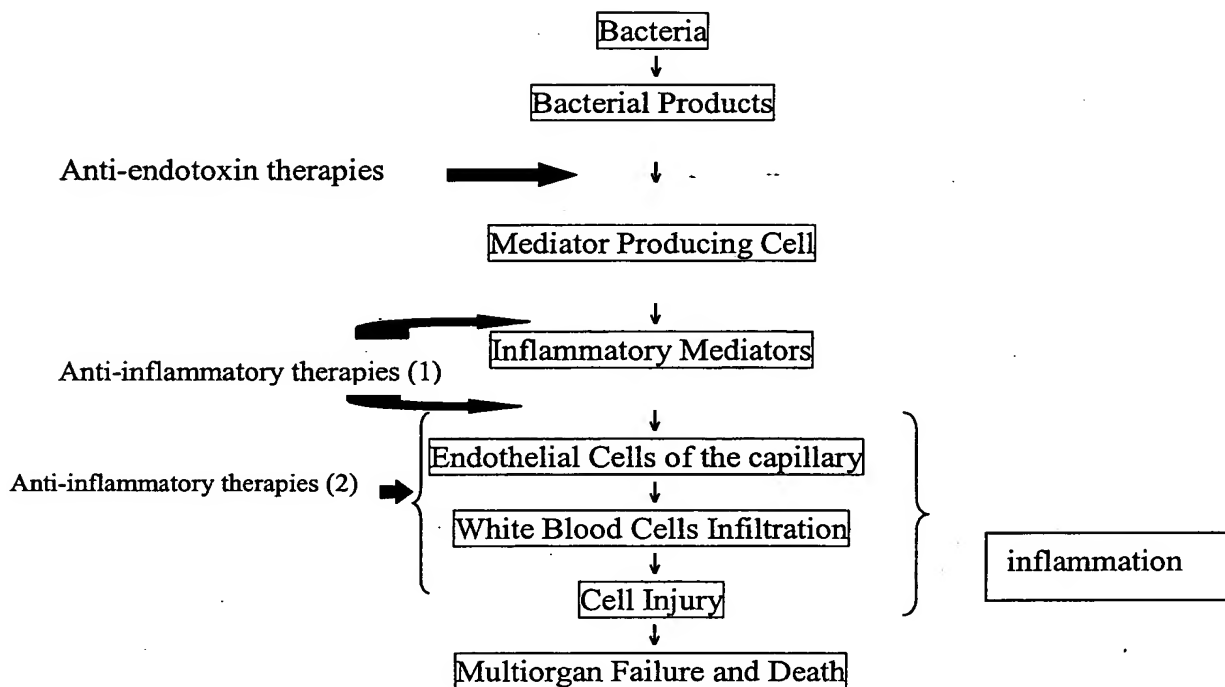 Bacteria
Bacterial Products
Anti-endotoxin therapies
Mediator Producing Cell
Inflammatory Mediators
Anti-inflammatory therapies (1)
Endothelial Cells of the capillary
Anti-inflammatory therapies (2)
White Blood Cells Infiltration
inflammation
Cell Injury
Multiorgan Failure and Death